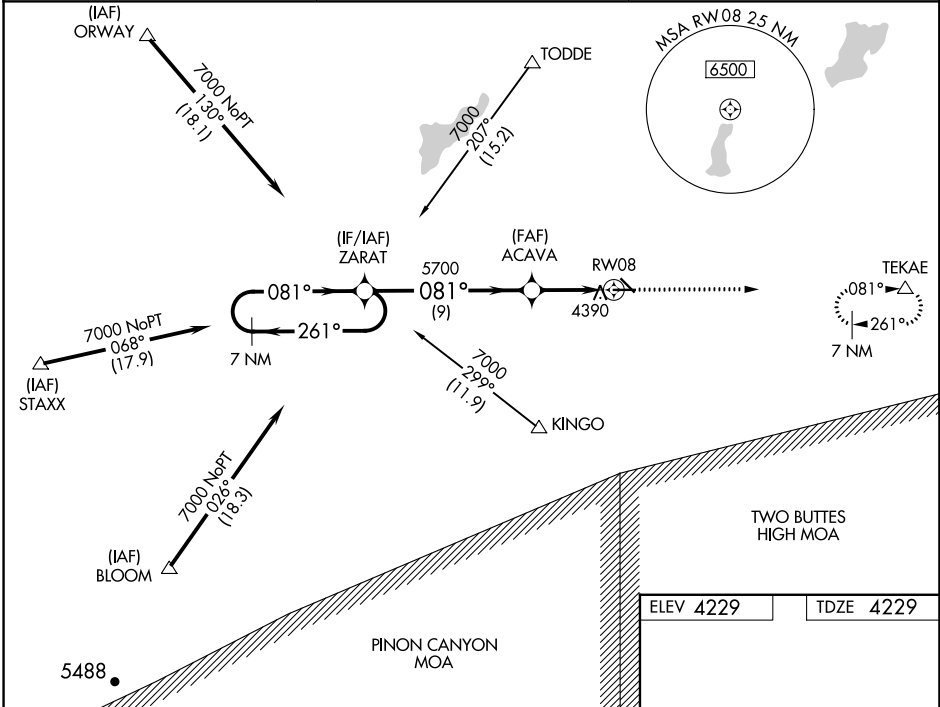 (IAF)
ORWAY
7000 NoPT
130°
(18.1)
TODDE
7000
207°
(15.2)
MSA RW08 25 NM
6500
(IF/IAF)
ZARAT
(FAF)
ACAVA
RW08
TEKAE
081°
5700
081°
(9)
4390
081°
261°
261°
7 NM
7 NM
7000 NoPT
068°
(17.9)
(IAF)
STAXX
7000
299°
(11.9)
KINGO
7000 NoPT
026°
(18.3)
(IAF)
BLOOM
TWO BUTTES
HIGH MOA
PINON CANYON
MOA
5488
ELEV 4229
TDZE 4229